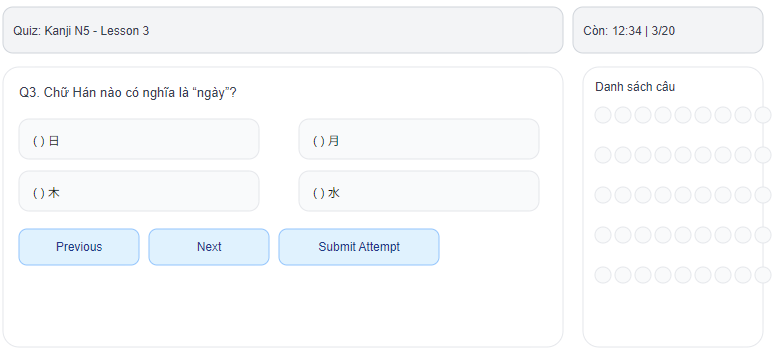 Quiz: Kanji N5 - Lesson 3
Còn: 12:34 | 3/20
Q3. Chữ Hán nào có nghĩa là “ngày”?
( ) 日
( ) 月
( ) 木
( ) 水
Previous
Next
Submit Attempt
Danh sách câu